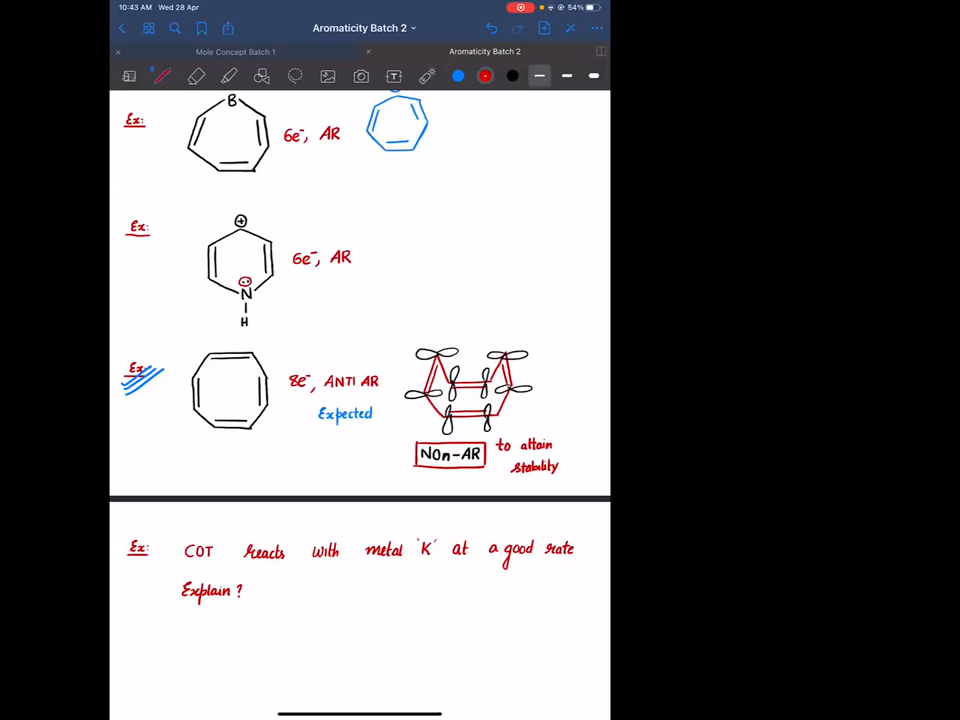 10:43 AM Wed 28 Apr
54%
Aromaticity Batch 2
Mole Concept Batch 1
Aromaticity Batch 2
Ex:
B
6e⁻, AR
Ex:
+
6e⁻, AR
N
H
Ex
8e⁻, ANTI AR
Expected
NOn-AR
to attain
stability
Ex:
COT reacts with metal 'K' at a good rate
Explain?